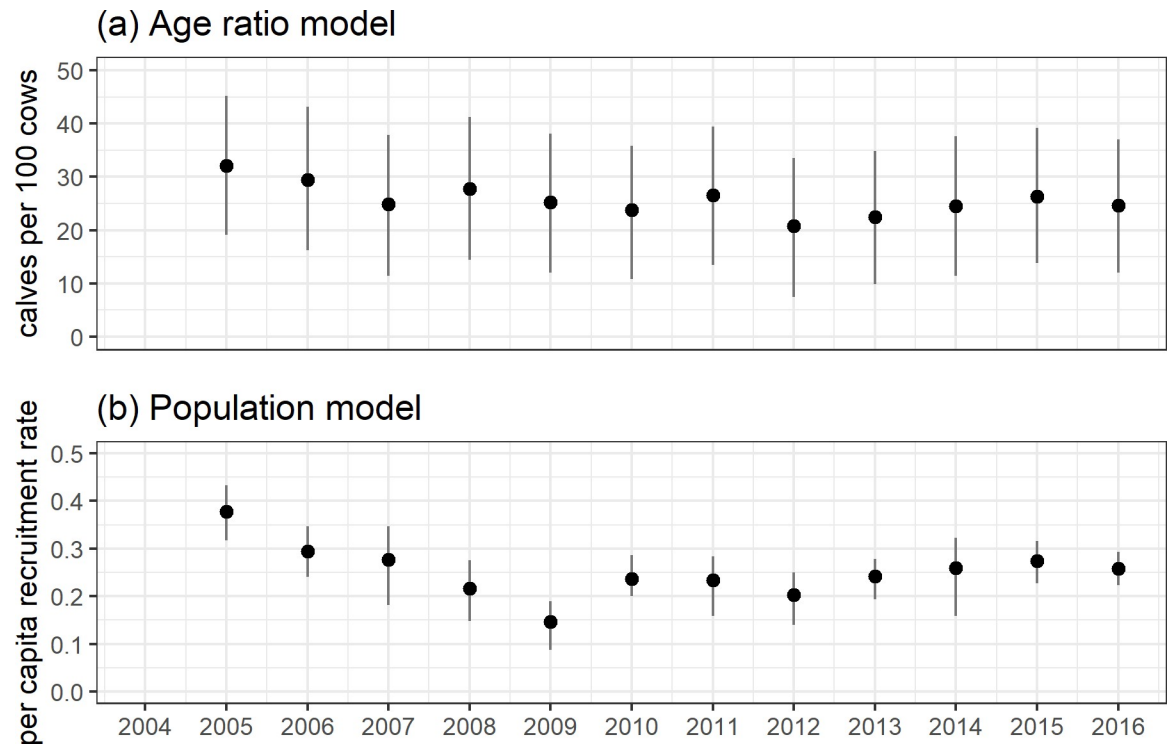 (a) Age ratio model
calves per 100 cows
50
40
30
20
10
0
(b) Population model
per capita recruitment rate
0.5
0.4
0.3
0.2
0.1
0.0
2004 2005 2006 2007 2008 2009 2010 2011 2012 2013 2014 2015 2016